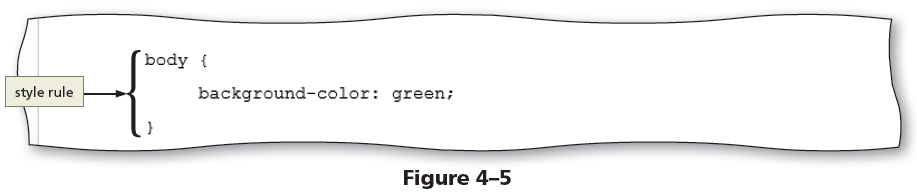 body {
style rule
background-color: green;
}
Figure 4–5